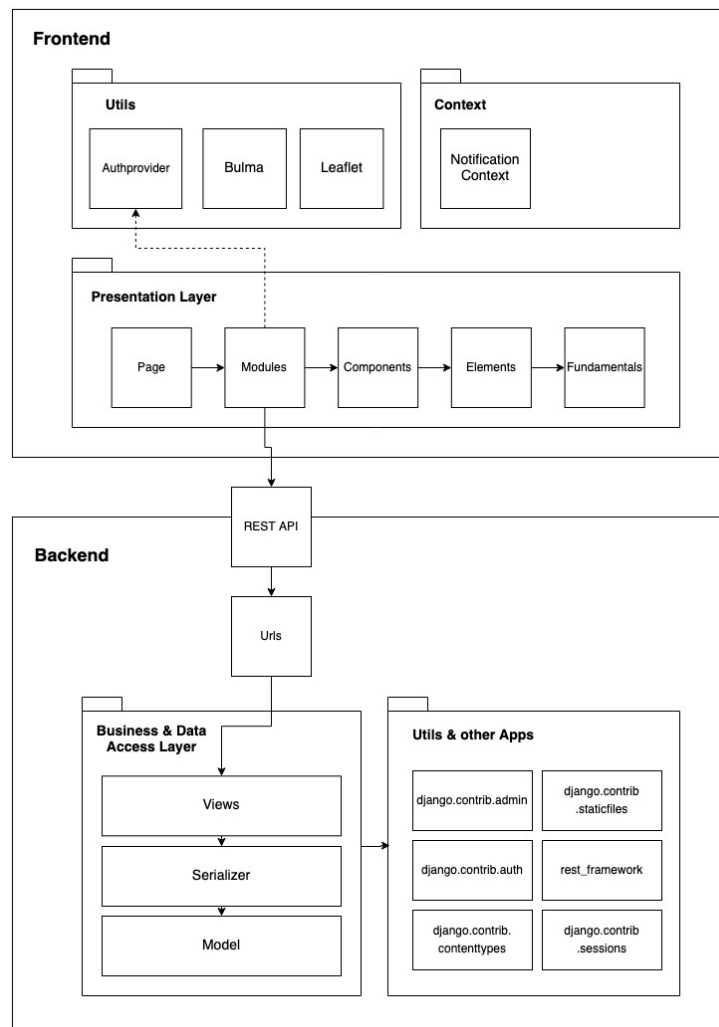 Frontend
Utils
Context
Authprovider
Bulma
Leaflet
Notification
Context
Presentation Layer
Page
Modules
Components
Elements
Fundamentals
REST API
Backend
Urls
Business & Data
Access Layer
Views
Serializer
Model
Utils & other Apps
django.contrib.admin
django.contrib
.staticfiles
django.contrib.auth
rest_framework
django.contrib.
contenttypes
django.contrib
.sessions